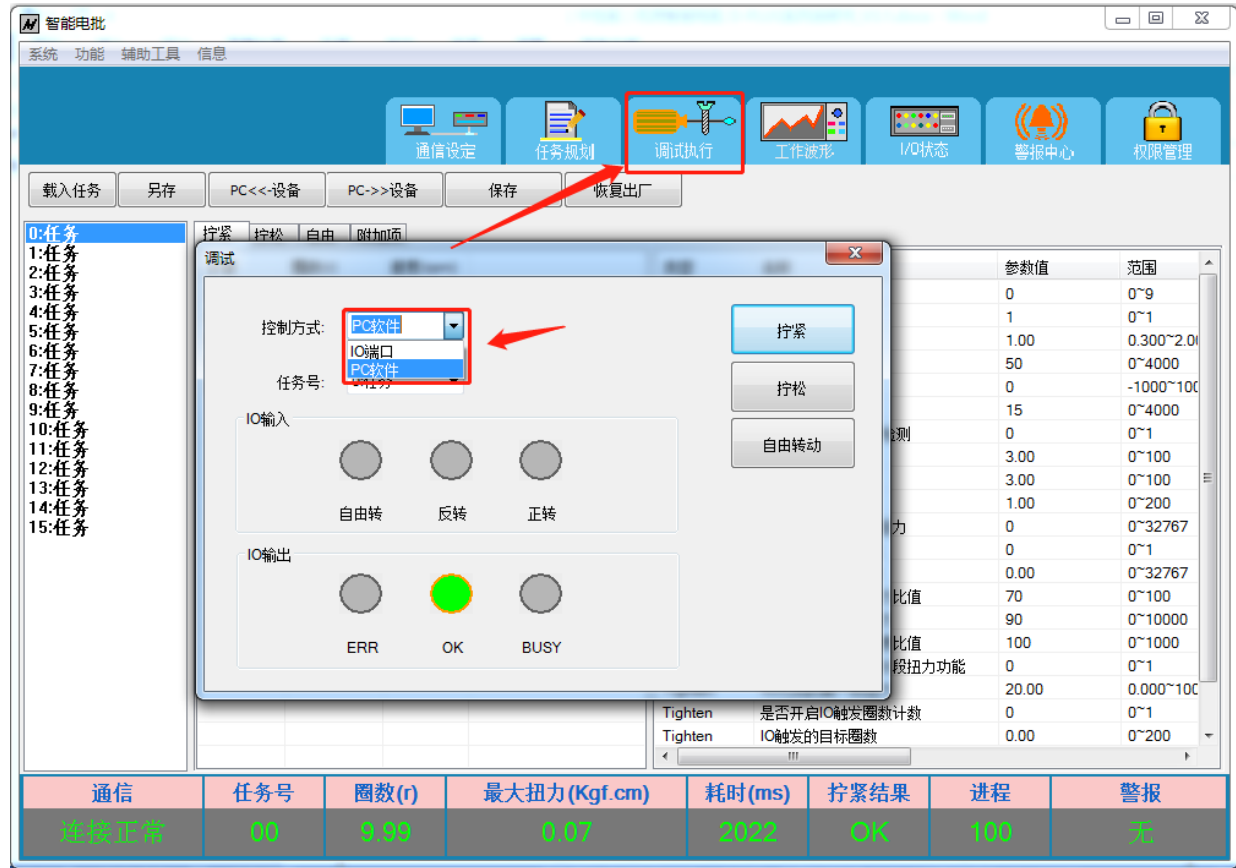 智能电批
系统 功能 辅助工具 信息
通信设定 任务规划 调试执行 工作波形 I/O状态 警报中心 权限管理
载入任务 另存 PC<<-设备 PC->>设备 保存 恢复出厂
拧紧 拧松 自由 附加项
0:任务
1:任务
2:任务
3:任务
4:任务
5:任务
6:任务
7:任务
8:任务
9:任务
10:任务
11:任务
12:任务
13:任务
14:任务
15:任务
调试
控制方式: PC软件
IO端口
PC软件
任务号:
拧紧
拧松
自由转动
IO输入
自由转 反转 正转
IO输出
ERR OK BUSY
参数值 范围
0 0~9
1 0~1
1.00
50 0~4000
0
15 0~4000
0 0~1
3.00 0~100
3.00 0~100
1.00 0~200
力 0 0~32767
0 0~1
0.00 0~32767
比值 70 0~100
90 0~10000
比值 100 0~1000
段扭力功能 0 0~1
20.00
Tighten 是否开启IO触发圈数计数 0 0~1
Tighten IO触发的目标圈数 0.00 0~200
通信 任务号 圈数(r) 最大扭力(Kgf.cm) 耗时(ms) 拧紧结果 进程 警报
连接正常 00 9.99 0.07 2022 OK 100 无